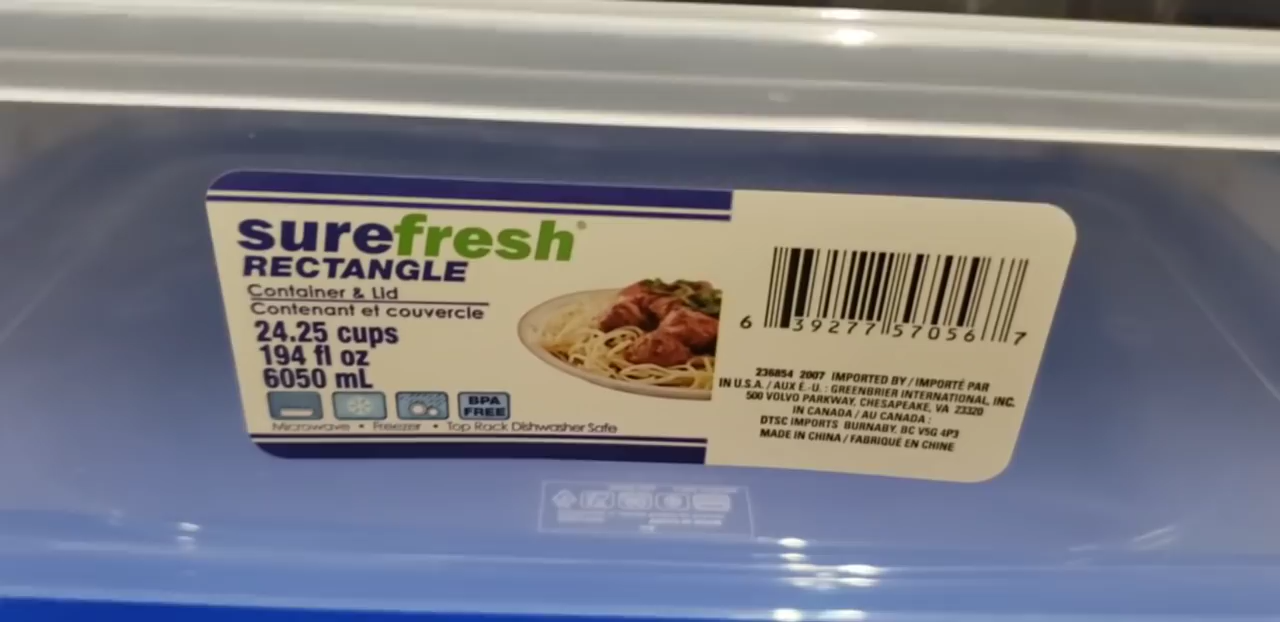 surefresh®
RECTANGLE
Container & Lid
Contenant et couvercle
24.25 cups
194 fl oz
6050 mL
BPA
FREE
Microwave • Freezer • Top Rack Dishwasher Safe
6 39277 57056 7
236854 2007 IMPORTED BY / IMPORTÉ PAR
IN U.S.A. / AUX É.-U. : GREENBRIER INTERNATIONAL, INC.
500 VOLVO PARKWAY, CHESAPEAKE, VA 23320
IN CANADA / AU CANADA :
DTSC IMPORTS BURNABY, BC V5G 4P3
MADE IN CHINA / FABRIQUÉ EN CHINE